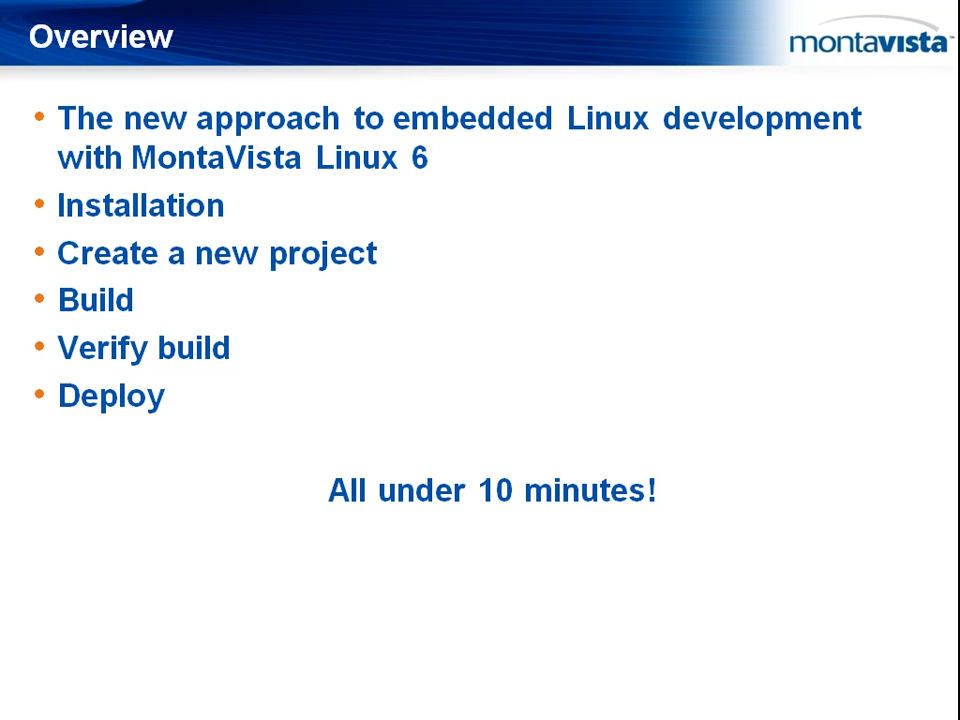 Overview
montavista
• The new approach to embedded Linux development
with MontaVista Linux 6
• Installation
• Create a new project
• Build
• Verify build
• Deploy
All under 10 minutes!